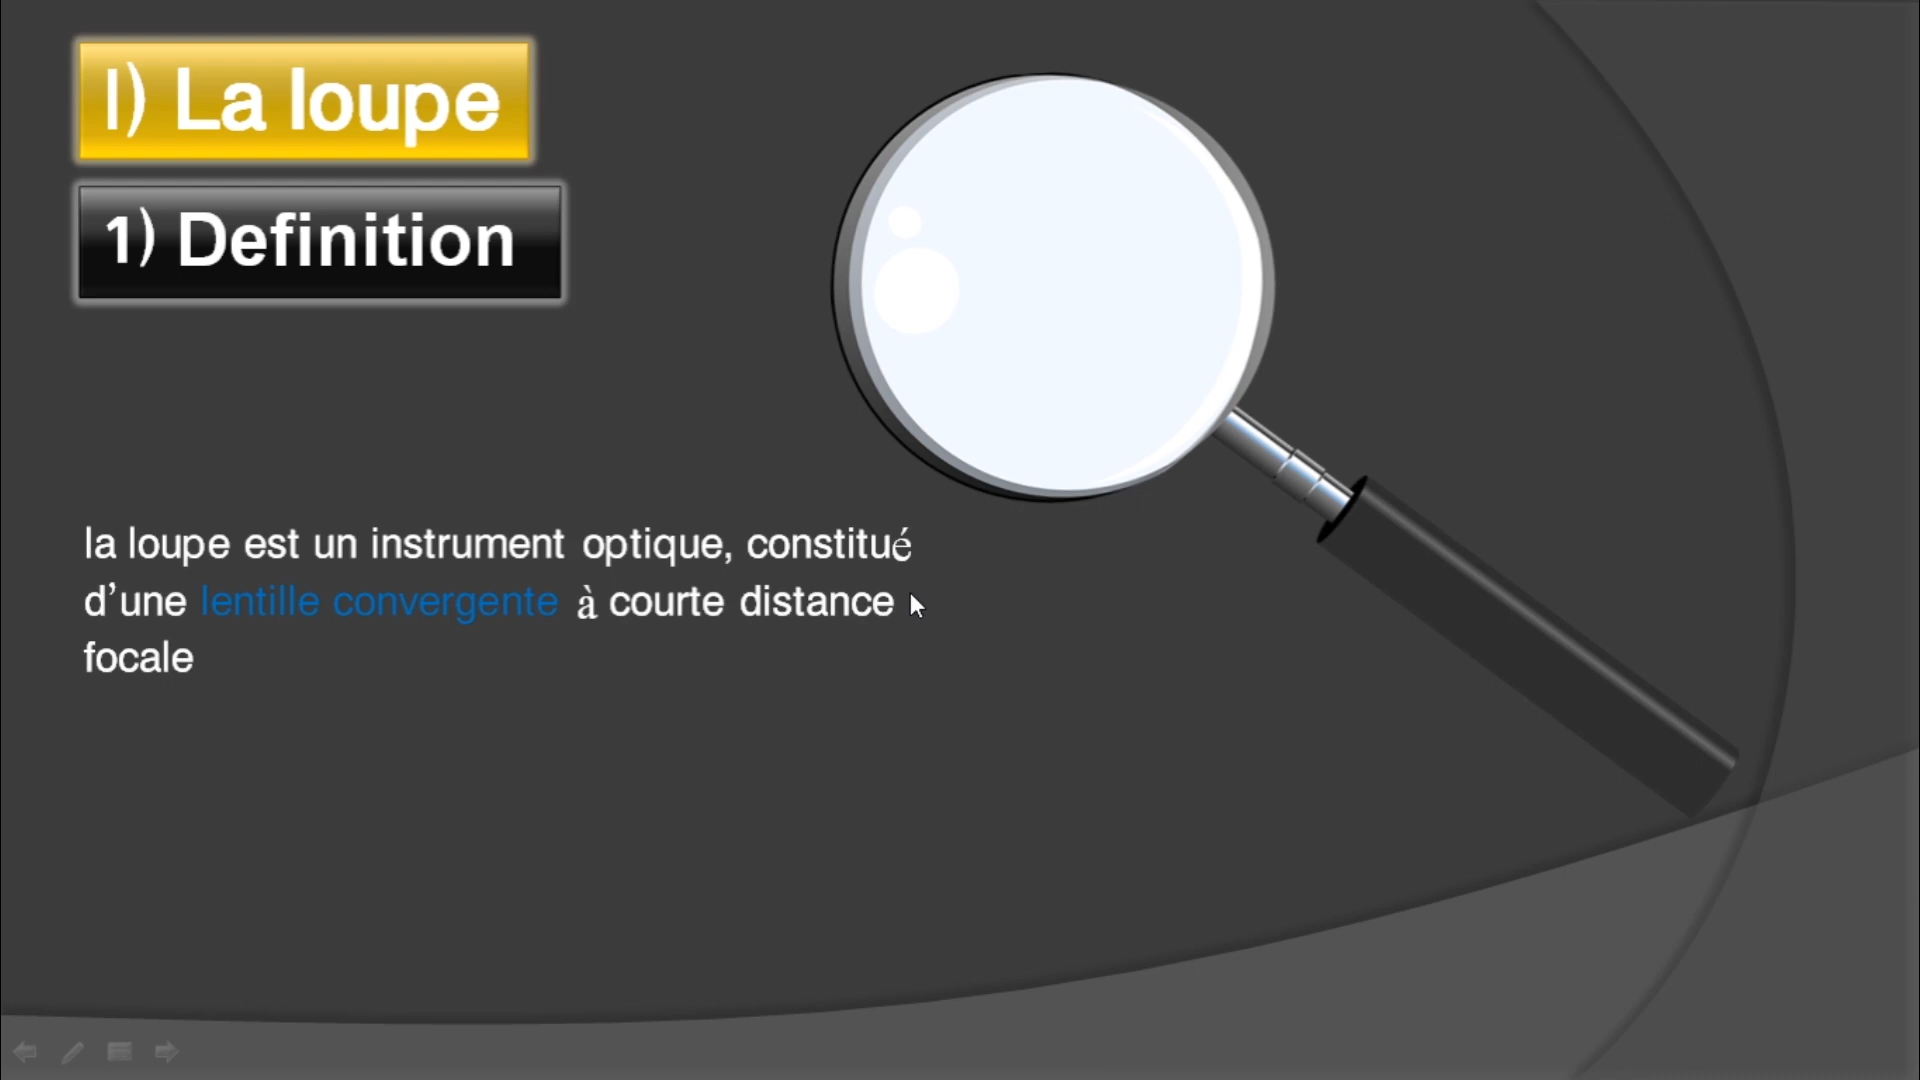 I) La loupe
1) Definition
la loupe est un instrument optique, constitué
d’une lentille convergente à courte distance
focale